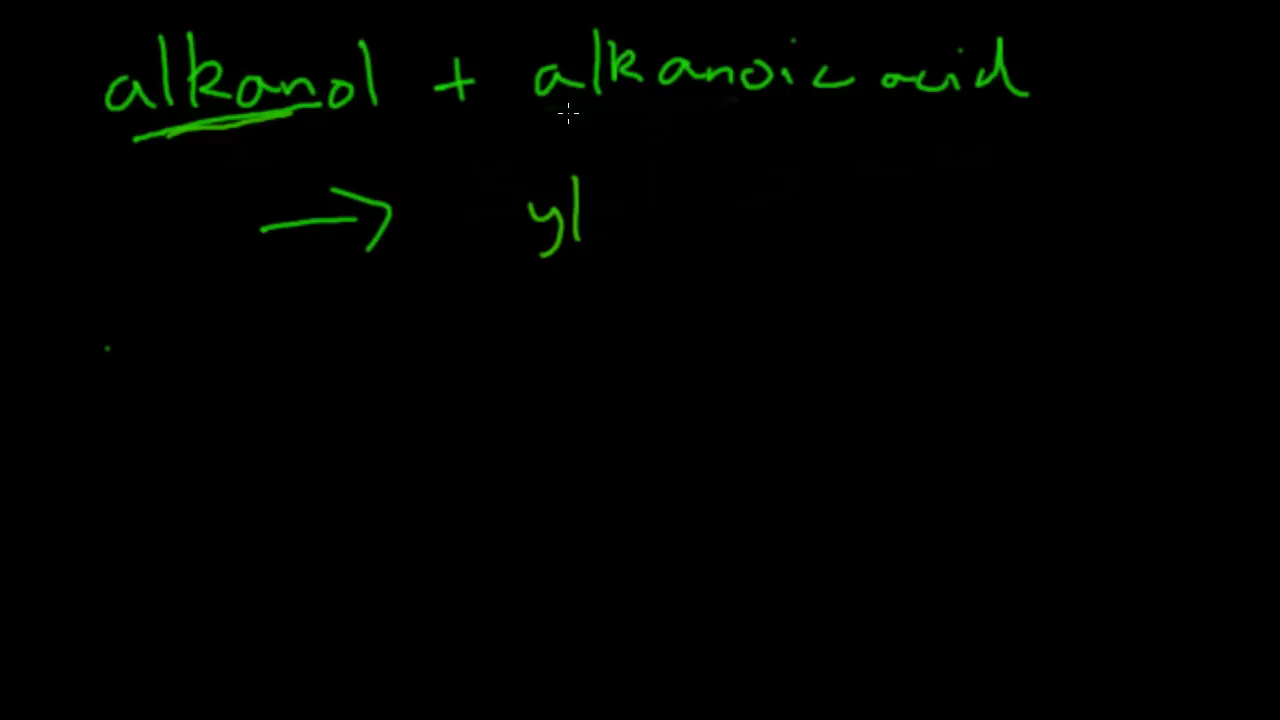 alkanol + alkanoic acid
→ yl